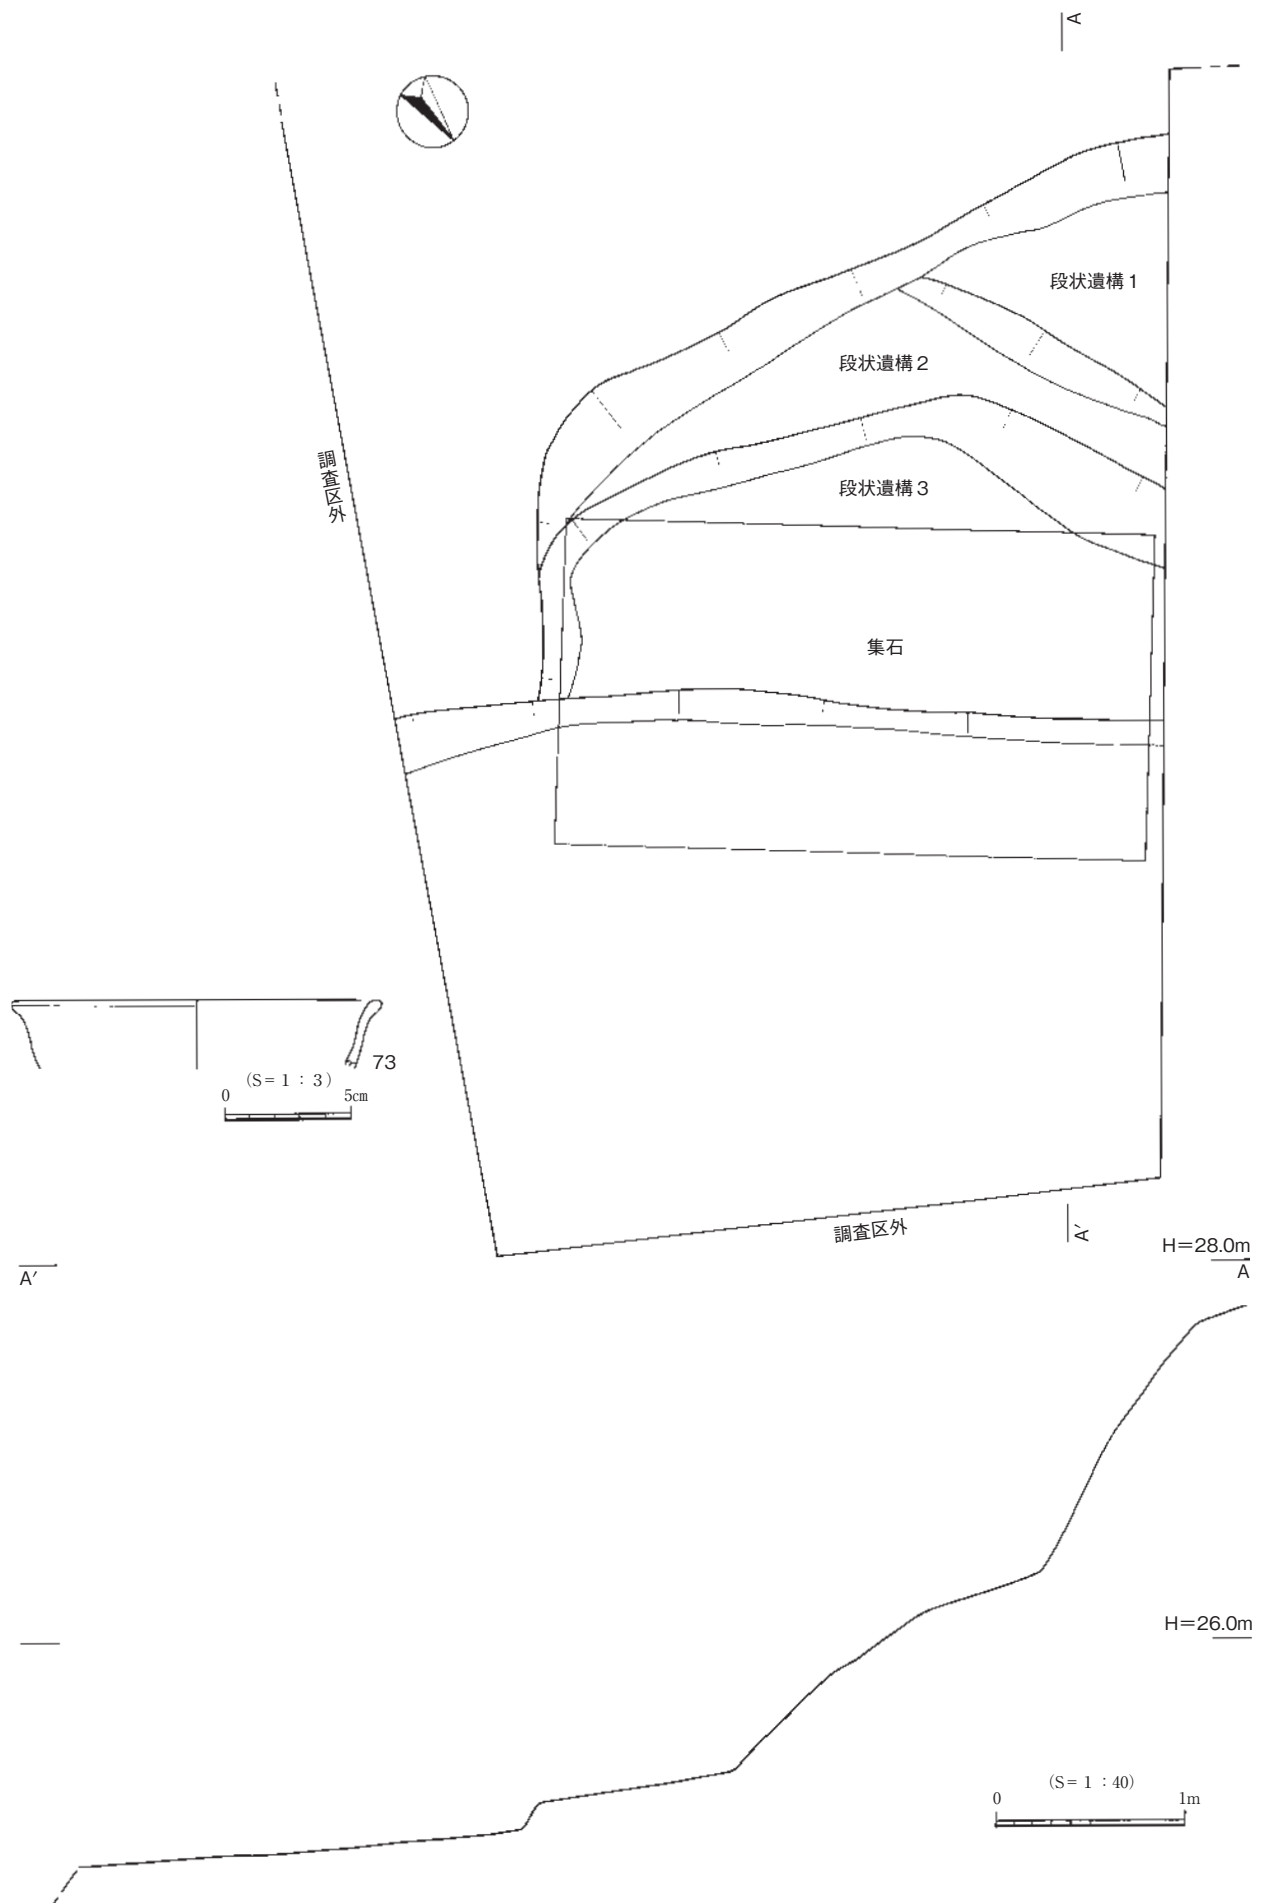 A
段状遺構1
段状遺構2
段状遺構3
調査区外
集石
73
(S=1:3)
0 5cm
調査区外
A′
H=28.0m
A′
A
H=26.0m
(S=1:40)
0 1m